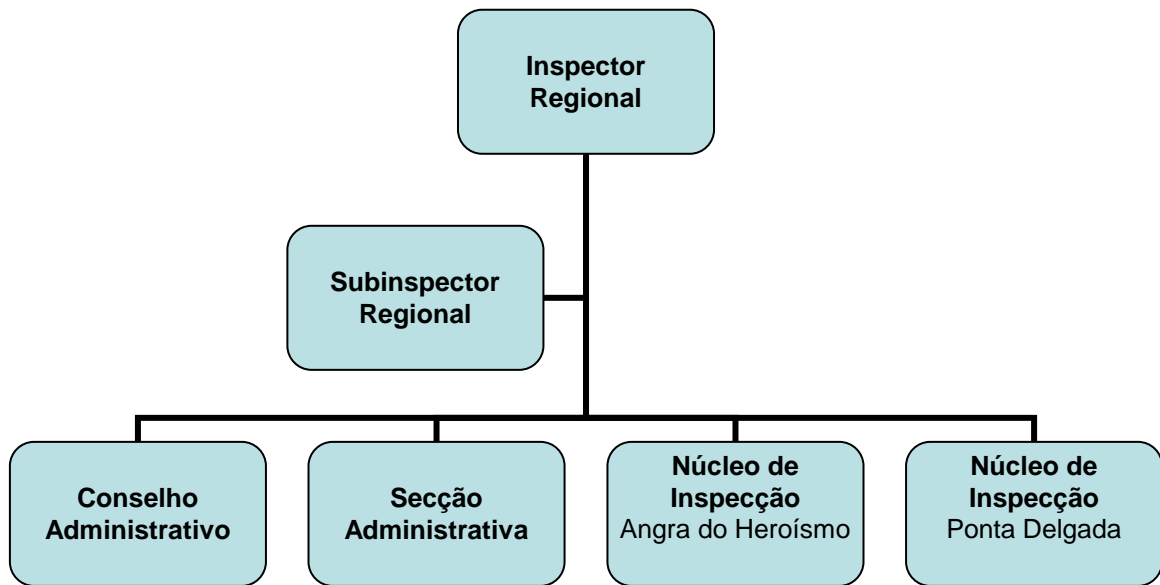 Inspector
Regional
Subinspector
Regional
Conselho
Administrativo
Secção
Administrativa
Núcleo de
Inspecção
Angra do Heroísmo
Núcleo de
Inspecção
Ponta Delgada